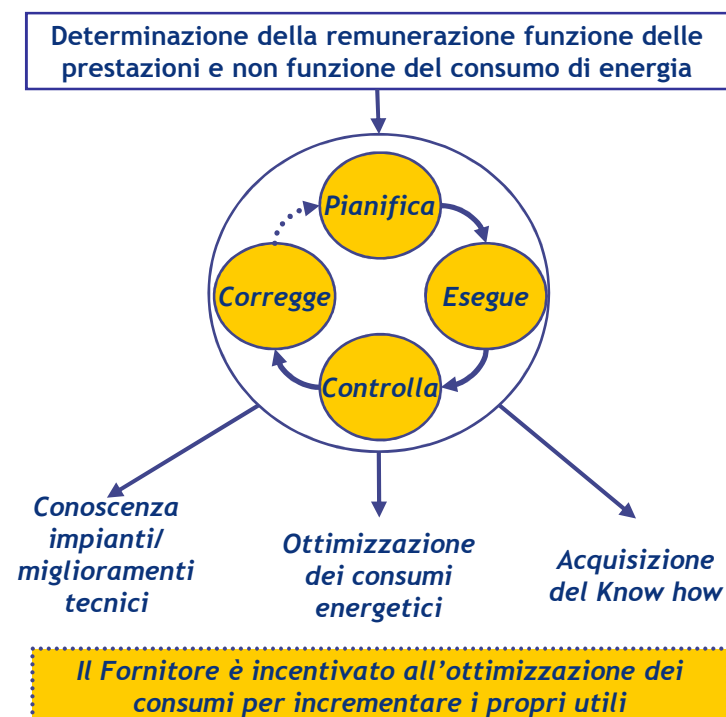 Determinazione della remunerazione funzione delle
prestazioni e non funzione del consumo di energia
Pianifica
Corregge
Esegue
Controlla
Conoscenza
impianti/
miglioramenti
tecnici
Ottimizzazione
dei consumi
energetici
Acquisizione
del Know how
Il Fornitore è incentivato all’ottimizzazione dei
consumi per incrementare i propri utili